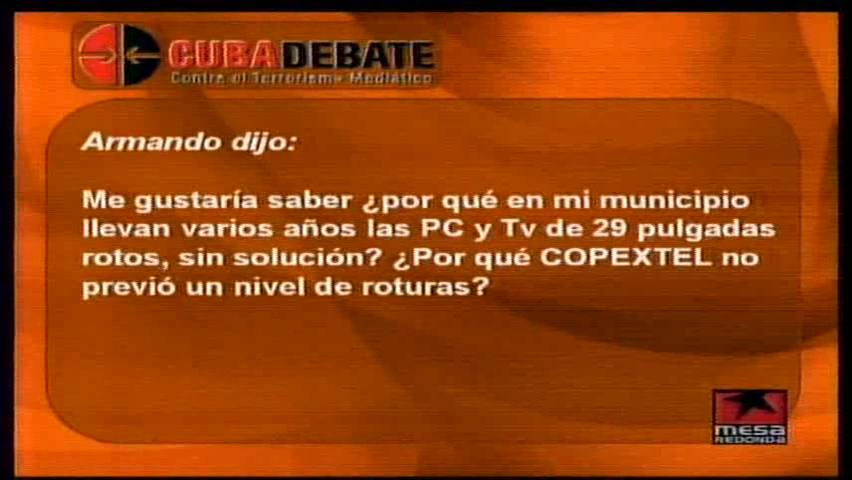 CUBADEBATE
Contra el Terrorismo Mediático
Armando dijo:
Me gustaría saber ¿por qué en mi municipio
llevan varios años las PC y Tv de 29 pulgadas
rotos, sin solución? ¿Por qué COPEXTEL no
previó un nivel de roturas?
mesa
REDONDA